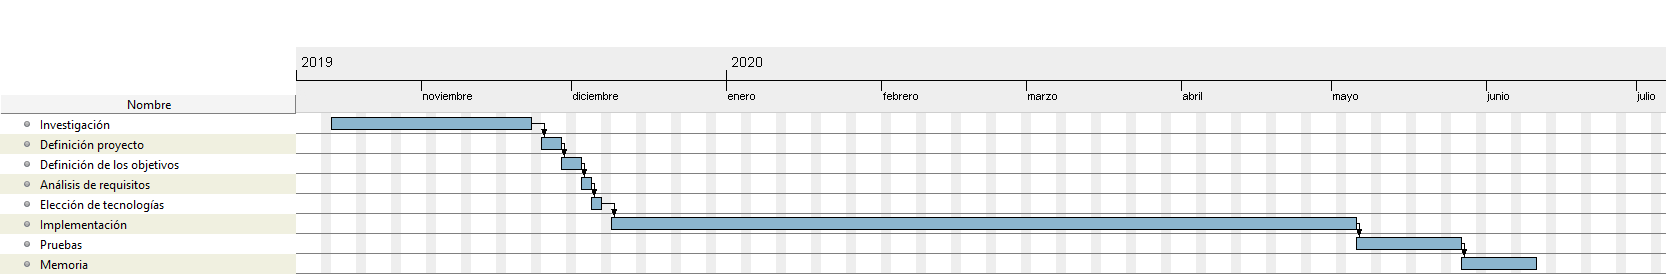 2019 2020
noviembre diciembre enero febrero marzo abril mayo junio julio
Nombre
Investigación
Definición proyecto
Definición de los objetivos
Análisis de requisitos
Elección de tecnologías
Implementación
Pruebas
Memoria